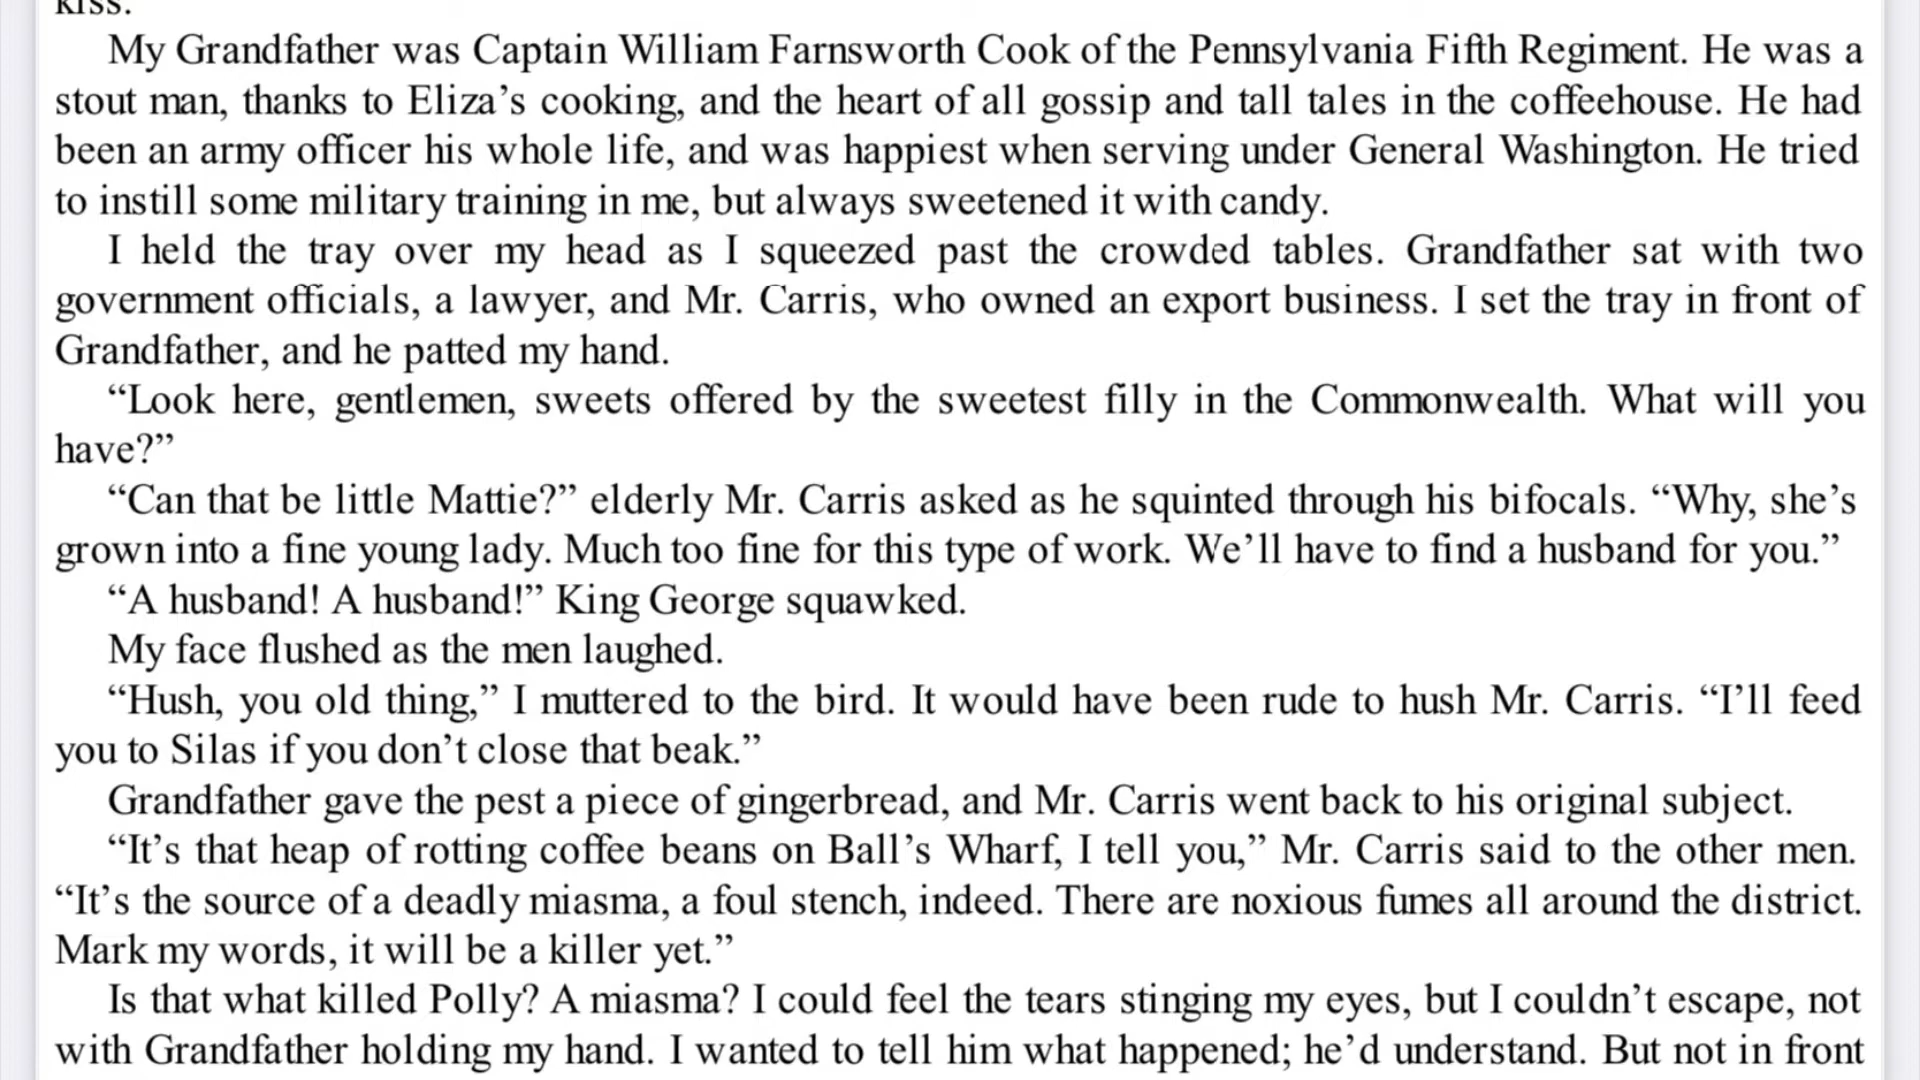 kiss.
My Grandfather was Captain William Farnsworth Cook of the Pennsylvania Fifth Regiment. He was a
stout man, thanks to Eliza’s cooking, and the heart of all gossip and tall tales in the coffeehouse. He had
been an army officer his whole life, and was happiest when serving under General Washington. He tried
to instill some military training in me, but always sweetened it with candy.
I held the tray over my head as I squeezed past the crowded tables. Grandfather sat with two
government officials, a lawyer, and Mr. Carris, who owned an export business. I set the tray in front of
Grandfather, and he patted my hand.
“Look here, gentlemen, sweets offered by the sweetest filly in the Commonwealth. What will you
have?”
“Can that be little Mattie?” elderly Mr. Carris asked as he squinted through his bifocals. “Why, she’s
grown into a fine young lady. Much too fine for this type of work. We’ll have to find a husband for you.”
“A husband! A husband!” King George squawked.
My face flushed as the men laughed.
“Hush, you old thing,” I muttered to the bird. It would have been rude to hush Mr. Carris. “I’ll feed
you to Silas if you don’t close that beak.”
Grandfather gave the pest a piece of gingerbread, and Mr. Carris went back to his original subject.
“It’s that heap of rotting coffee beans on Ball’s Wharf, I tell you,” Mr. Carris said to the other men.
“It’s the source of a deadly miasma, a foul stench, indeed. There are noxious fumes all around the district.
Mark my words, it will be a killer yet.”
Is that what killed Polly? A miasma? I could feel the tears stinging my eyes, but I couldn’t escape, not
with Grandfather holding my hand. I wanted to tell him what happened; he’d understand. But not in front